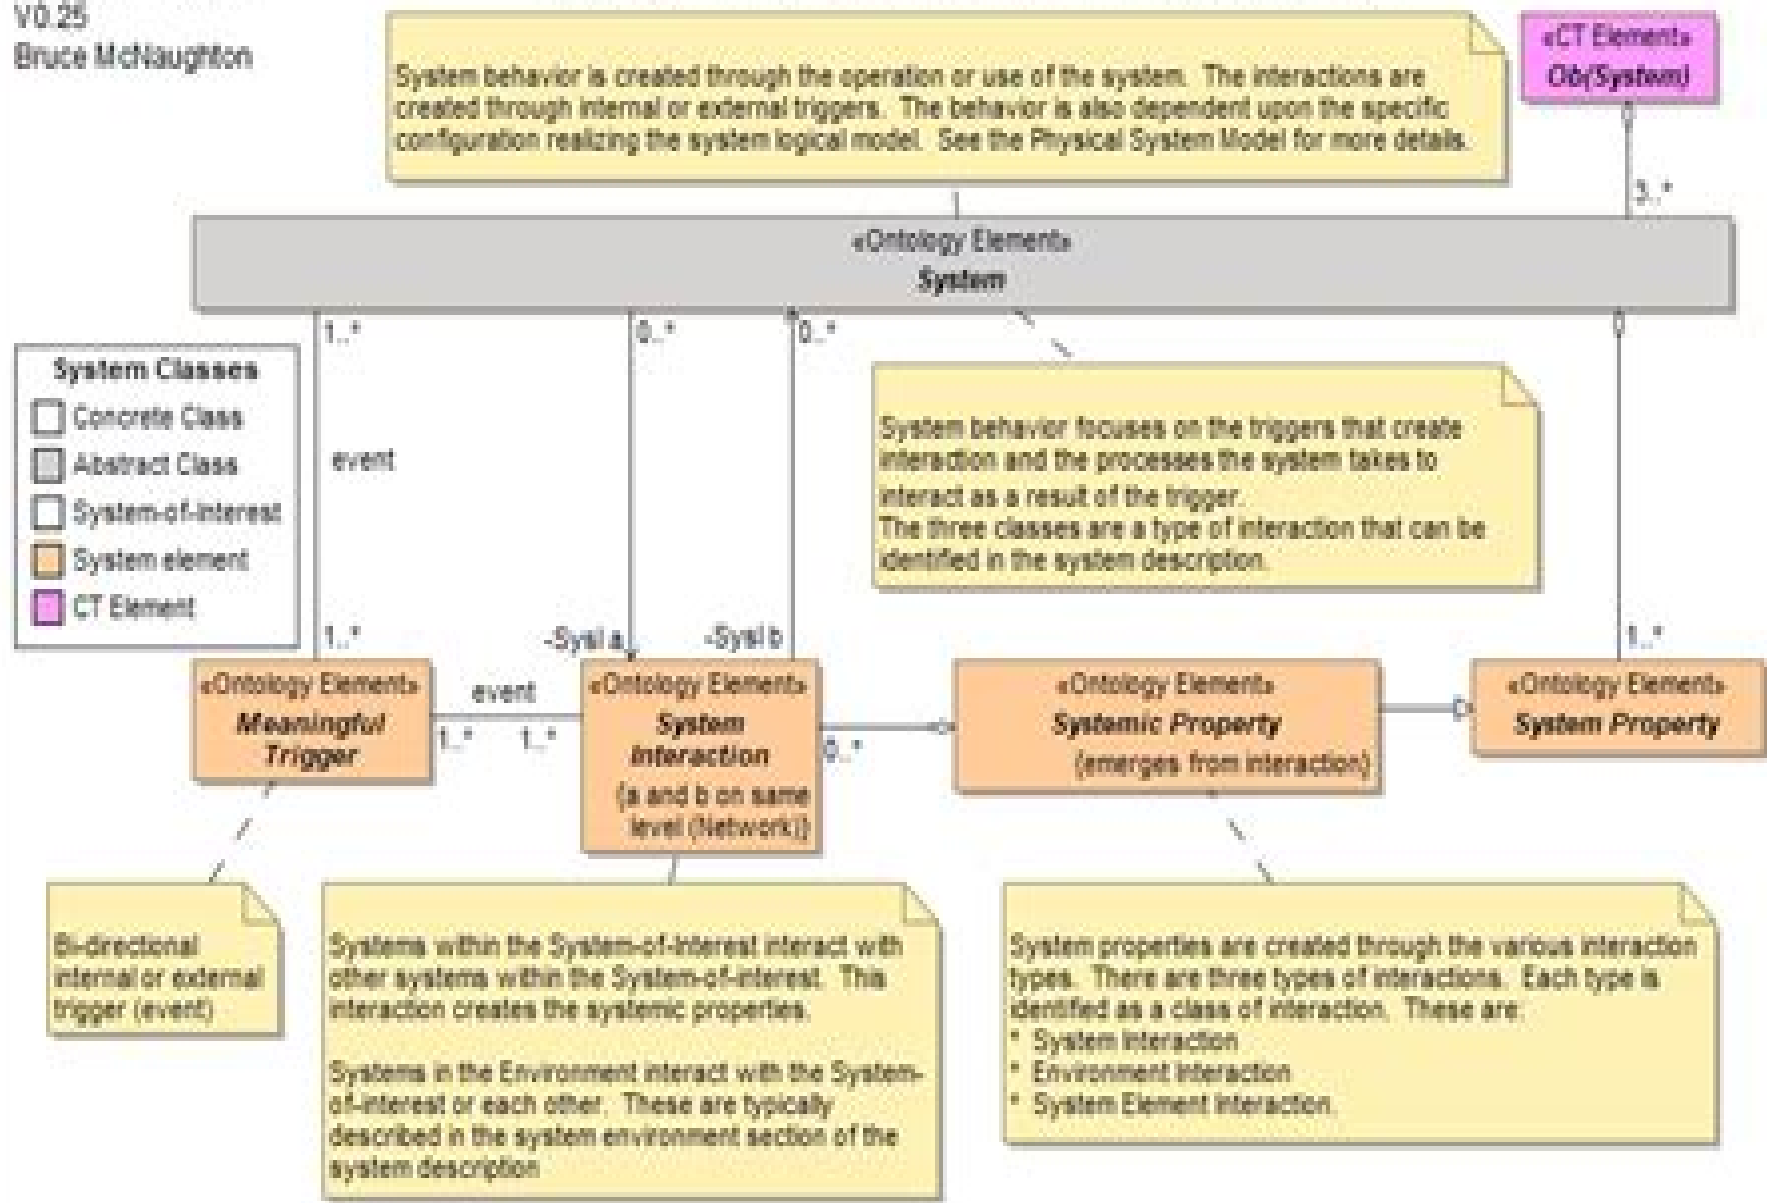 V0.25
Bruce McNaughton
System behavior is created through the operation or use of the system. The interactions are
created through internal or external triggers. The behavior is also dependent upon the specific
configuration realizing the system logical model. See the Physical System Model for more details.
«CT Element»
Ob(System)
3..*
«Ontology Element»
System
1..*
0..*
0..*
System Classes
Concrete Class
Abstract Class
System-of-Interest
System element
CT Element
event
System behavior focuses on the triggers that create
interaction and the processes the system takes to
interact as a result of the trigger.
The three classes are a type of interaction that can be
identified in the system description.
1..*
-SysI a
-SysI b
1..*
«Ontology Element»
Meaningful
Trigger
event
1..*
1..*
«Ontology Element»
System
Interaction
{a and b on same
level (Network)}
0..*
«Ontology Element»
Systemic Property
{emerges from interaction}
«Ontology Element»
System Property
Bi-directional
internal or external
trigger (event)
Systems within the System-of-Interest interact with
other systems within the System-of-interest. This
interaction creates the systemic properties.
Systems in the Environment interact with the System-
of-interest or each other. These are typically
described in the system environment section of the
system description
System properties are created through the various interaction
types. There are three types of interactions. Each type is
identified as a class of interaction. These are:
* System Interaction
* Environment Interaction
* System Element Interaction.